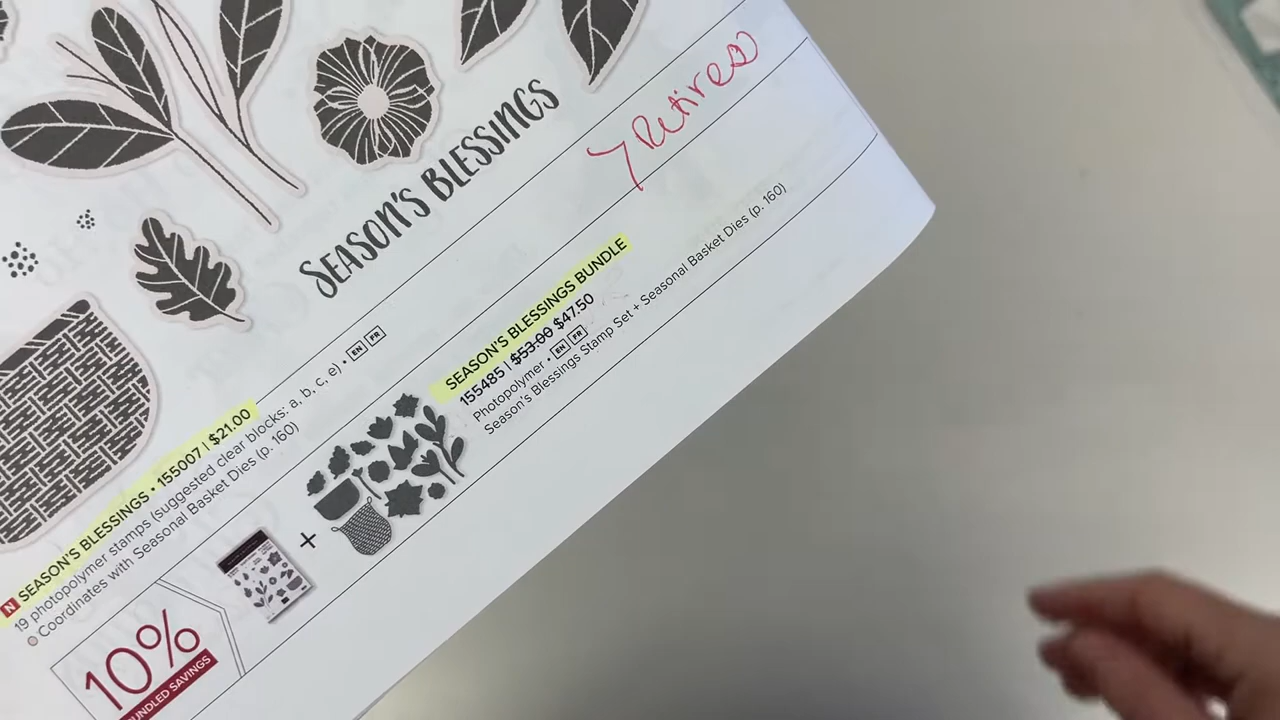 SEASON'S BLESSINGS
Retires
N SEASON'S BLESSINGS • 155007 | $21.00
19 photopolymer stamps (suggested clear blocks: a, b, c, e) • EN FR
Coordinates with Seasonal Basket Dies (p. 160)
10%
BUNDLED SAVINGS
+
SEASON'S BLESSINGS BUNDLE
155485 | $53.00 $47.50
Photopolymer • EN FR
Season's Blessings Stamp Set + Seasonal Basket Dies (p. 160)